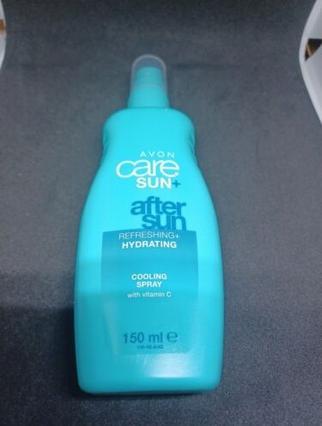 AVON
care
SUN+
after
sun
REFRESHING+
HYDRATING
COOLING
SPRAY
with vitamin C
150 ml e